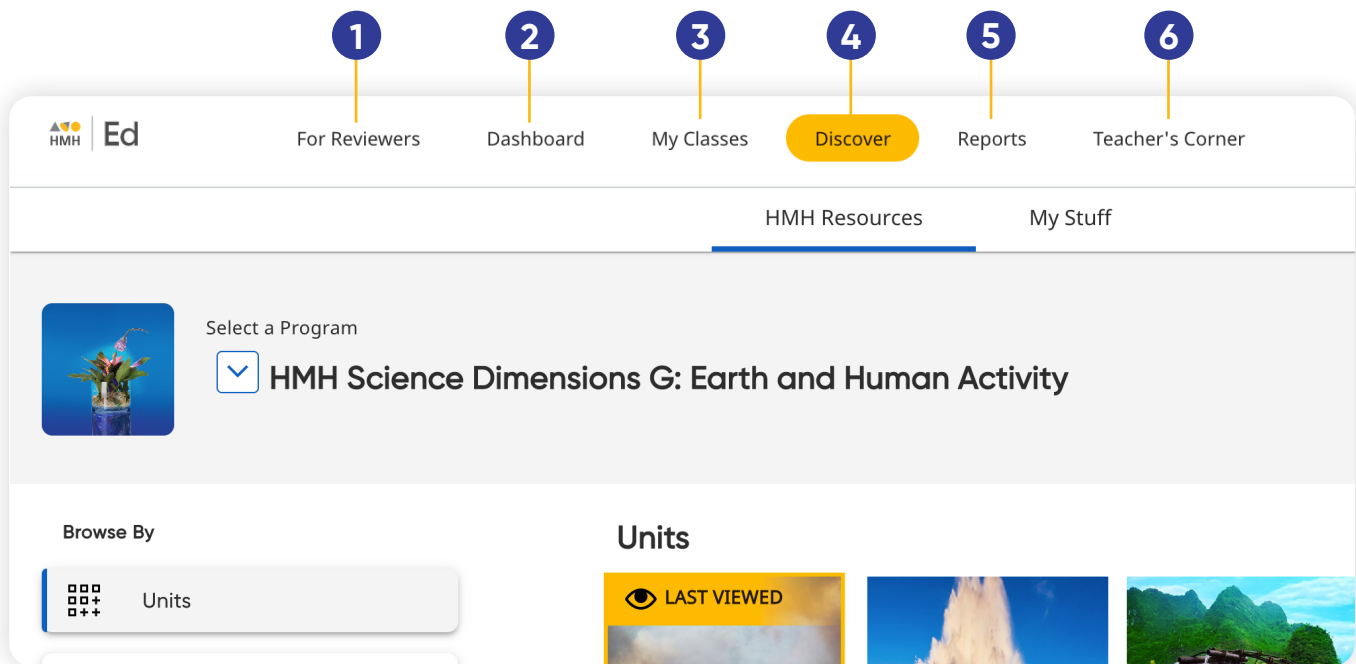 1 2 3 4 5 6
HMH Ed For Reviewers Dashboard My Classes Discover Reports Teacher's Corner
HMH Resources My Stuff
Select a Program
HMH Science Dimensions G: Earth and Human Activity
Browse By
Units
Units
LAST VIEWED